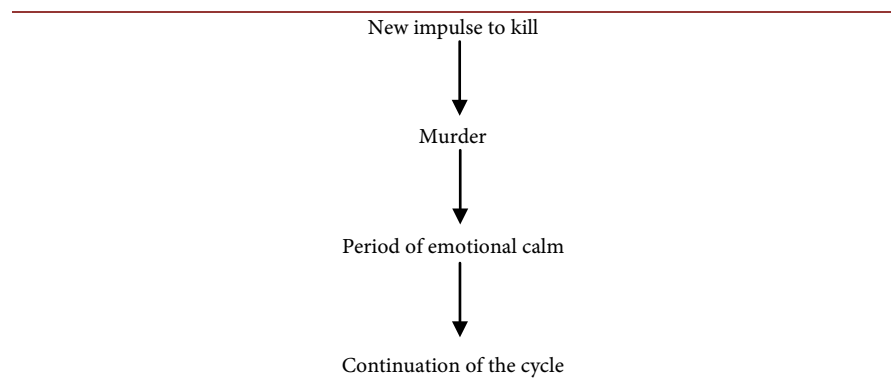 New impulse to kill
Murder
Period of emotional calm
Continuation of the cycle